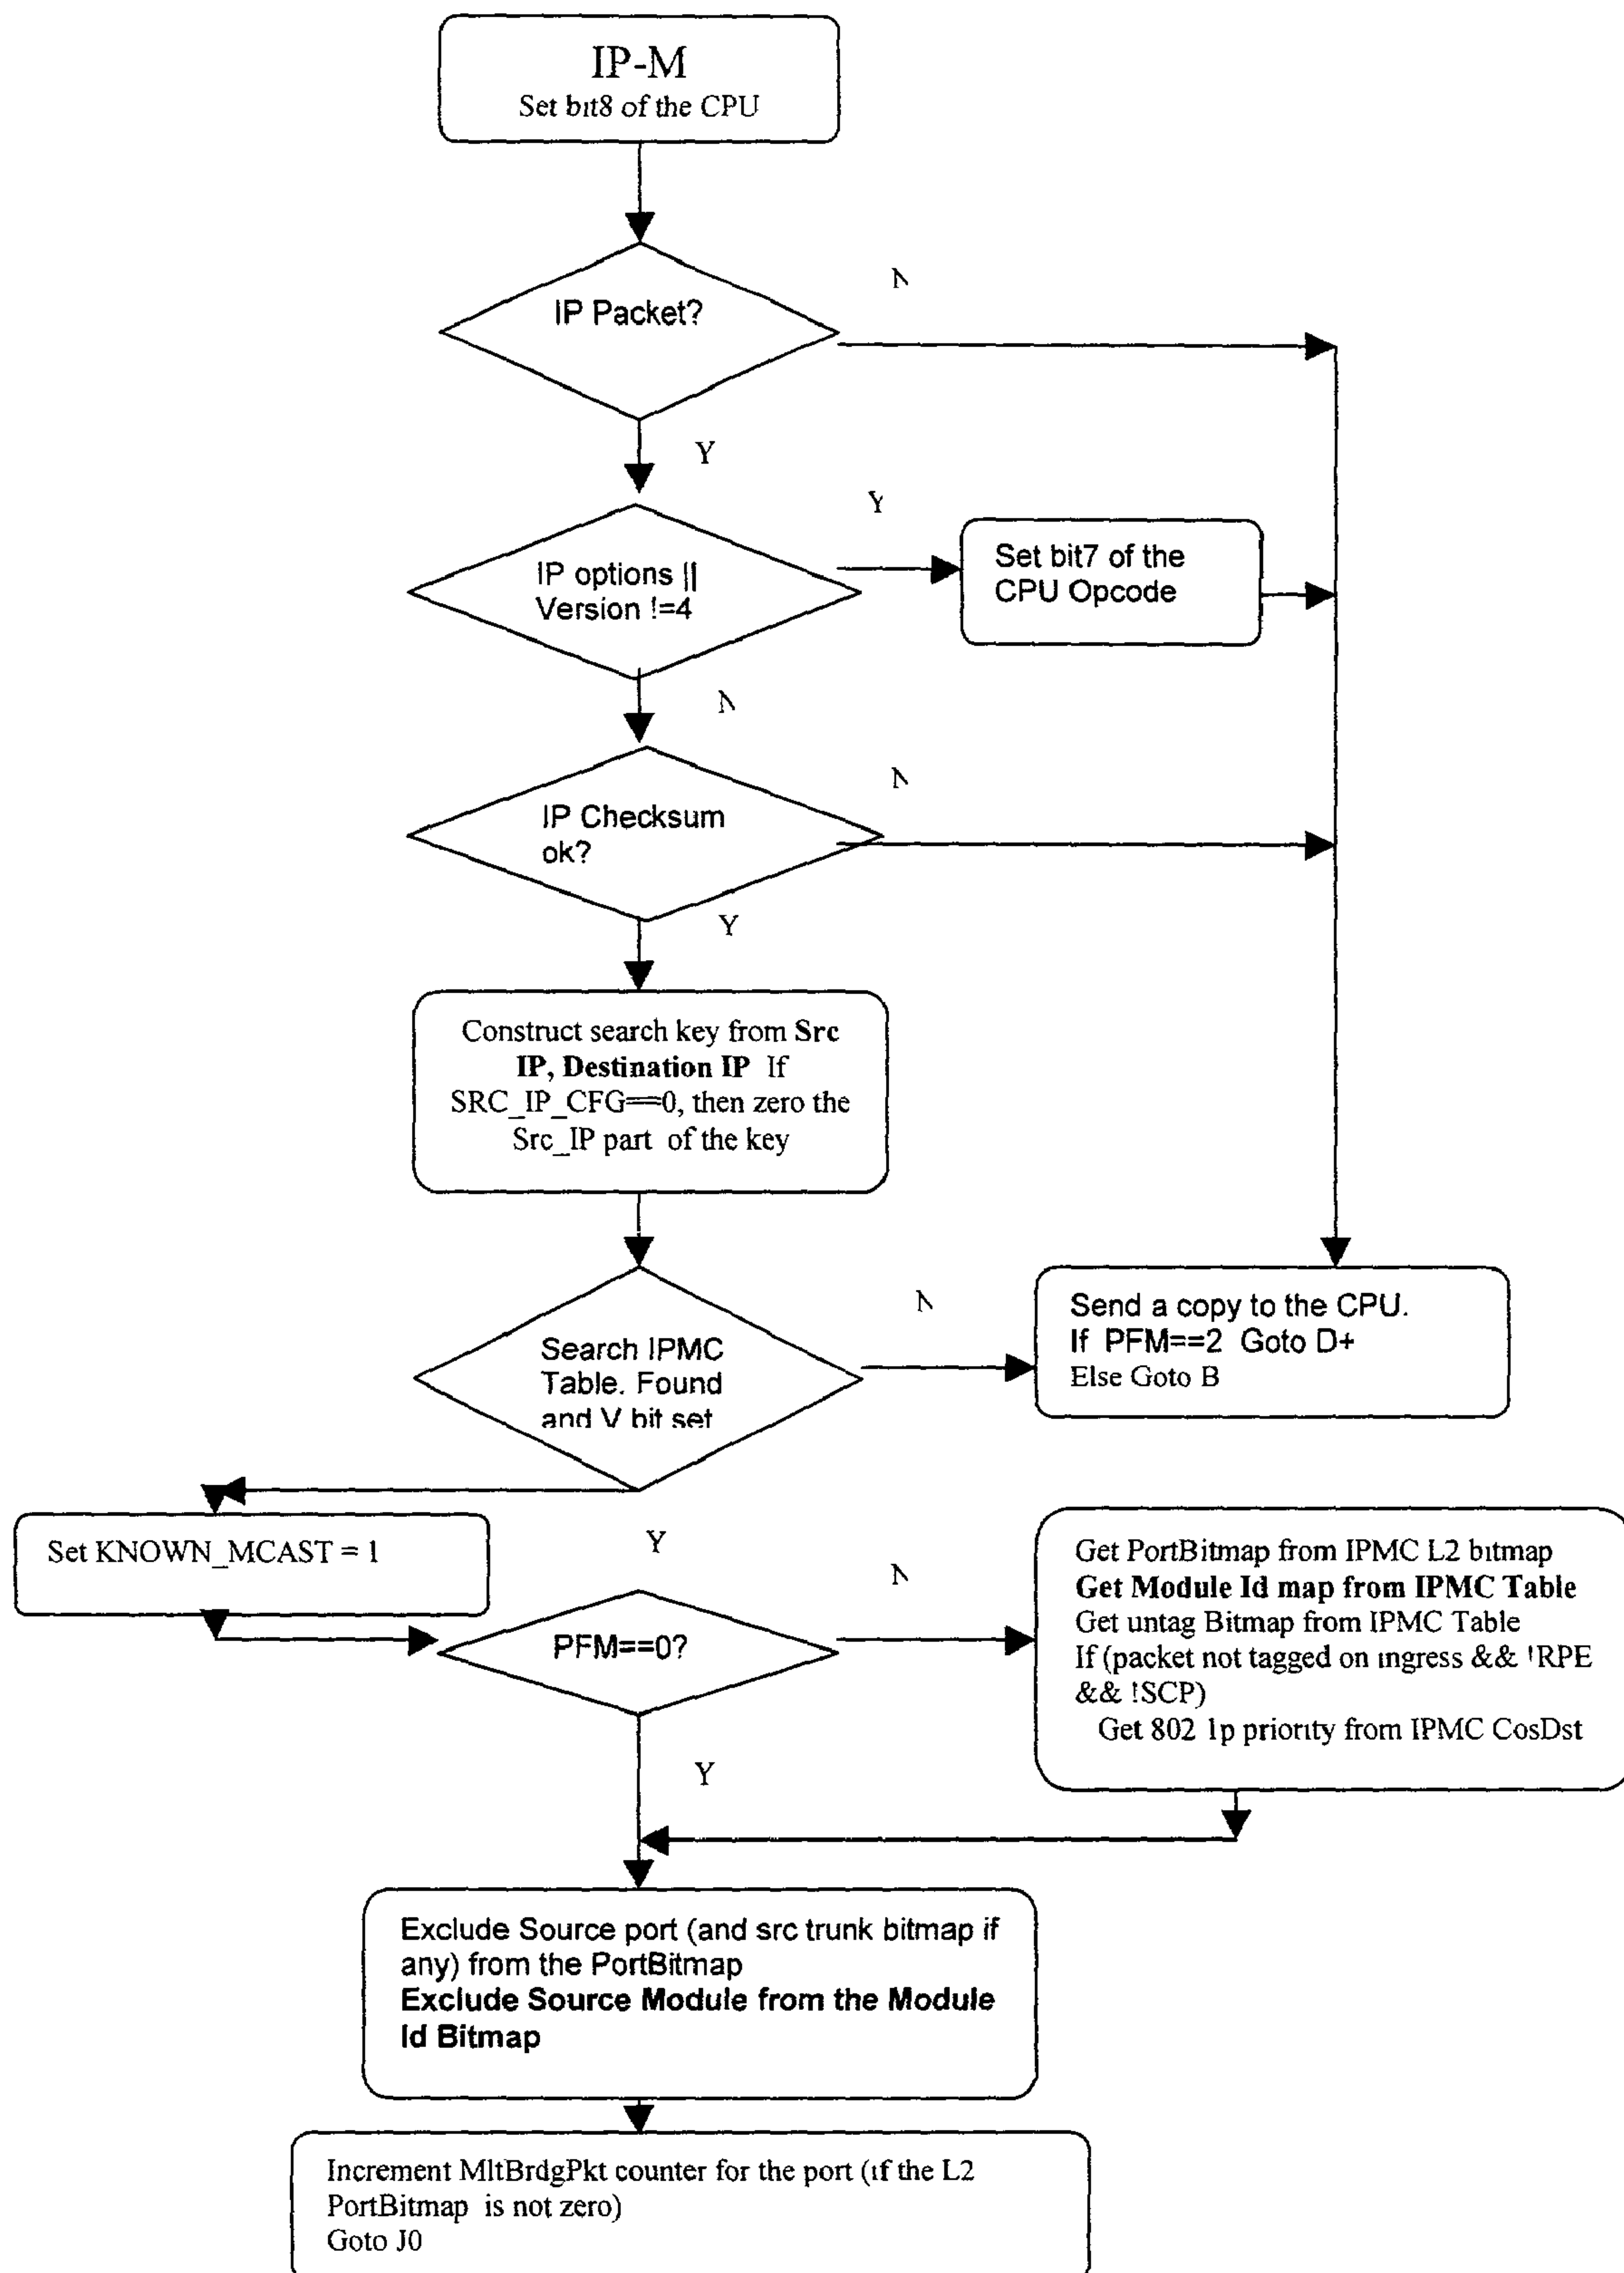 IP-M
Set bit8 of the CPU
IP Packet?
N
Y
IP options ||
Version !=4
Y
Set bit7 of the
CPU Opcode
N
IP Checksum
ok?
N
Y
Construct search key from Src
IP, Destination IP If
SRC_IP_CFG==0, then zero the
Src_IP part of the key
Search IPMC
Table. Found
and V bit set
N
Send a copy to the CPU.
If PFM==2 Goto D+
Else Goto B
Set KNOWN_MCAST = 1
Y
PFM==0?
N
Get PortBitmap from IPMC L2 bitmap
Get Module Id map from IPMC Table
Get untag Bitmap from IPMC Table
If (packet not tagged on ingress && !RPE
&& !SCP)
Get 802 1p priority from IPMC CosDst
Y
Exclude Source port (and src trunk bitmap if
any) from the PortBitmap
Exclude Source Module from the Module
Id Bitmap
Increment MltBrdgPkt counter for the port (if the L2
PortBitmap is not zero)
Goto J0